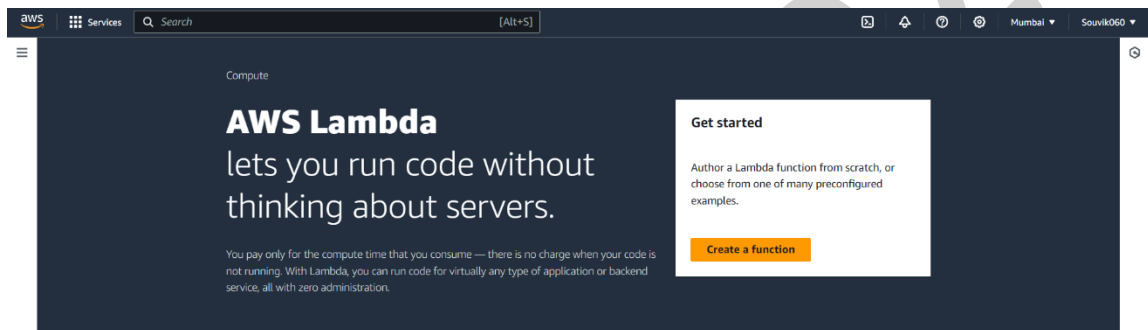 aws Services Search [Alt+S] Mumbai ▼ Souvik060 ▼
Compute
AWS Lambda
lets you run code without
thinking about servers.
You pay only for the compute time that you consume — there is no charge when your code is
not running. With Lambda, you can run code for virtually any type of application or backend
service, all with zero administration.
Get started
Author a Lambda function from scratch, or
choose from one of many preconfigured
examples.
Create a function